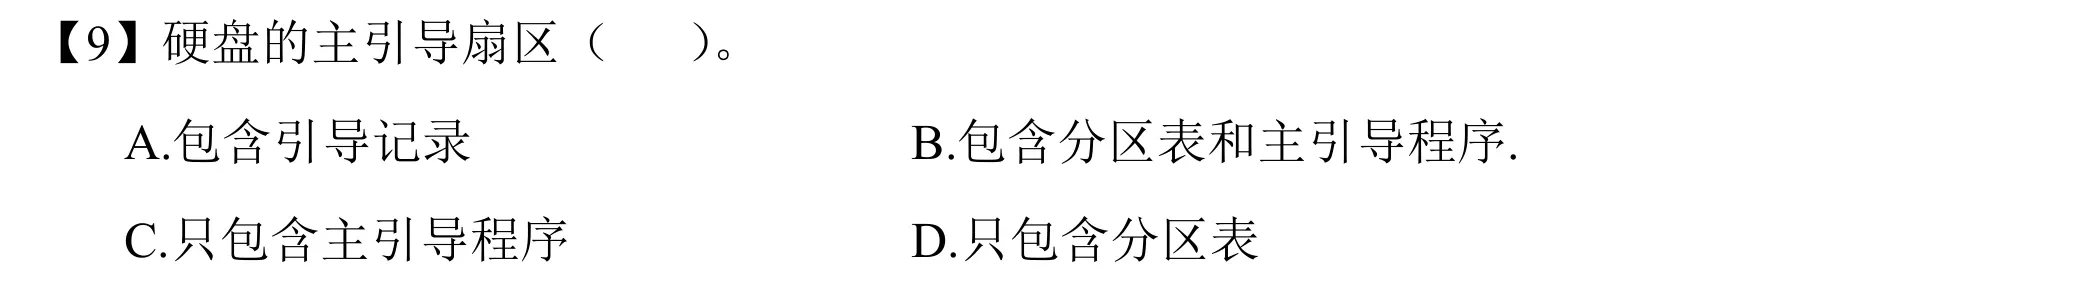 【9】硬盘的主引导扇区（　　）。
A.包含引导记录　　B.包含分区表和主引导程序.
C.只包含主引导程序　　D.只包含分区表